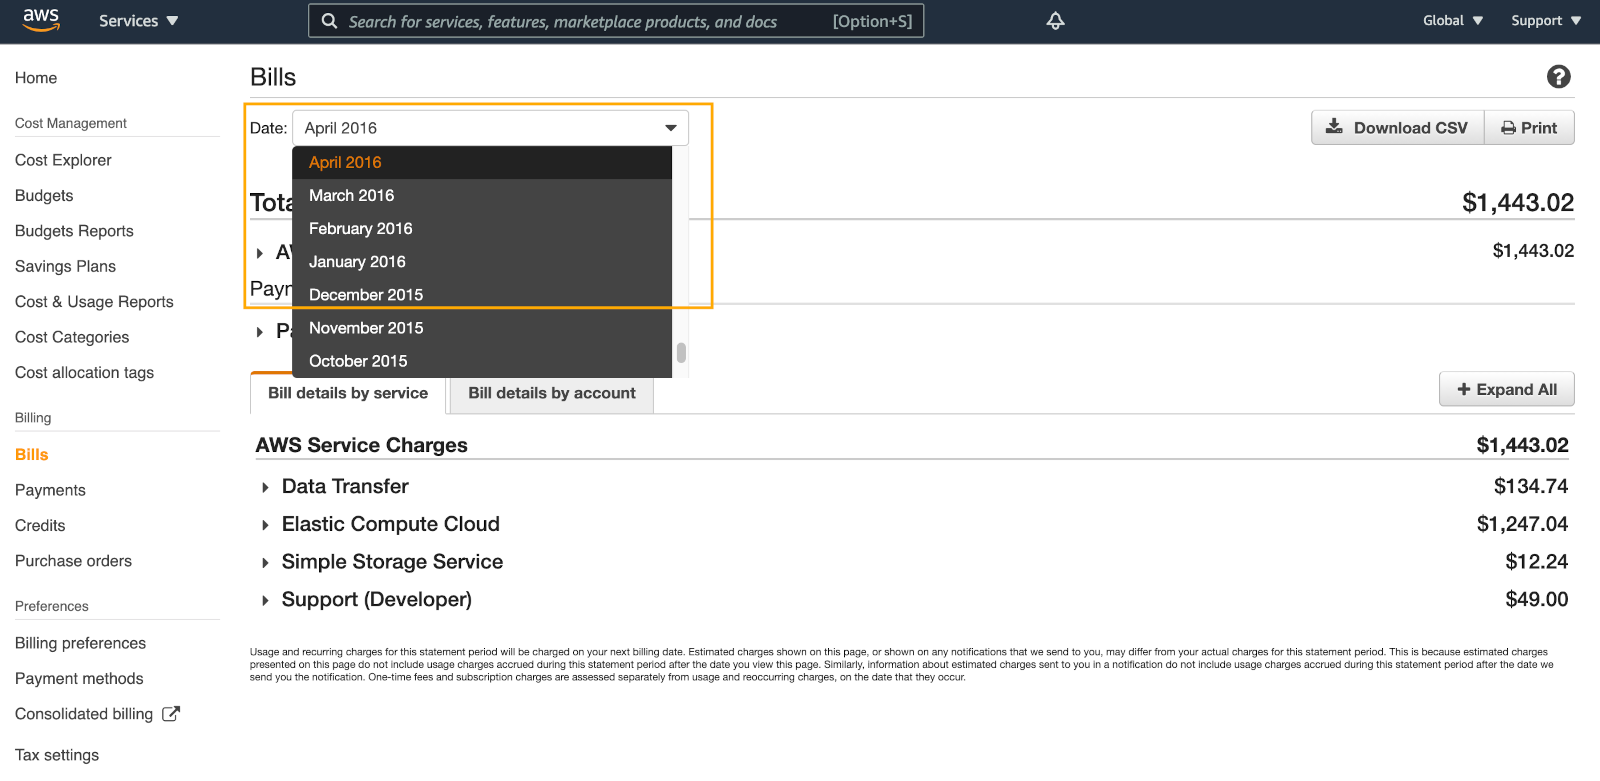 aws
Services
Search for services, features, marketplace products, and docs [Option+S]
Global
Support
Home
Cost Management
Cost Explorer
Budgets
Budgets Reports
Savings Plans
Cost & Usage Reports
Cost Categories
Cost allocation tags
Billing
Bills
Payments
Credits
Purchase orders
Preferences
Billing preferences
Payment methods
Consolidated billing
Tax settings
Bills
Date: April 2016
Download CSV
Print
April 2016
March 2016
February 2016
January 2016
December 2015
November 2015
October 2015
$1,443.02
$1,443.02
Bill details by service
Bill details by account
+ Expand All
AWS Service Charges $1,443.02
Data Transfer $134.74
Elastic Compute Cloud $1,247.04
Simple Storage Service $12.24
Support (Developer) $49.00
Usage and recurring charges for this statement period will be charged on your next billing date. Estimated charges shown on this page, or shown on any notifications that we send to you, may differ from your actual charges for this statement period. This is because estimated charges
presented on this page do not include usage charges accrued during this statement period after the date you view this page. Similarly, information about estimated charges sent to you in a notification do not include usage charges accrued during this statement period after the date we
send you the notification. One-time fees and subscription charges are assessed separately from usage and reoccurring charges, on the date that they occur.